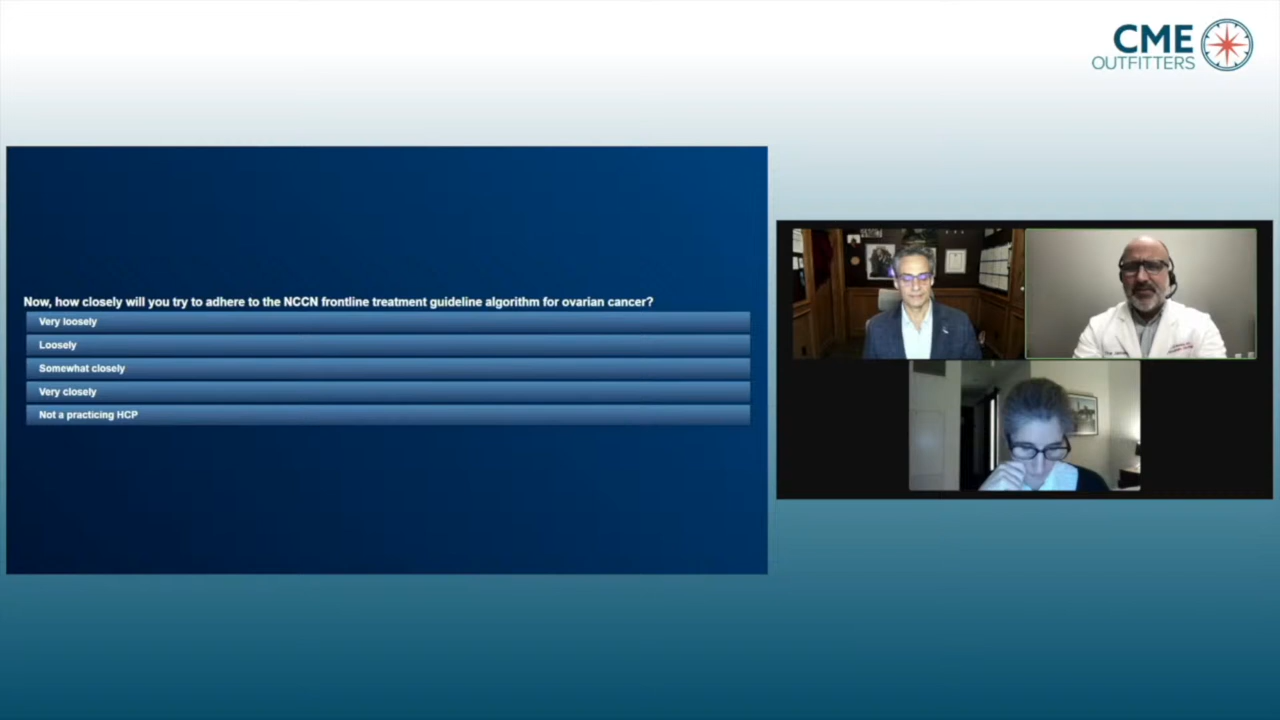 CME
OUTFITTERS
Now, how closely will you try to adhere to the NCCN frontline treatment guideline algorithm for ovarian cancer?
Very loosely
Loosely
Somewhat closely
Very closely
Not a practicing HCP